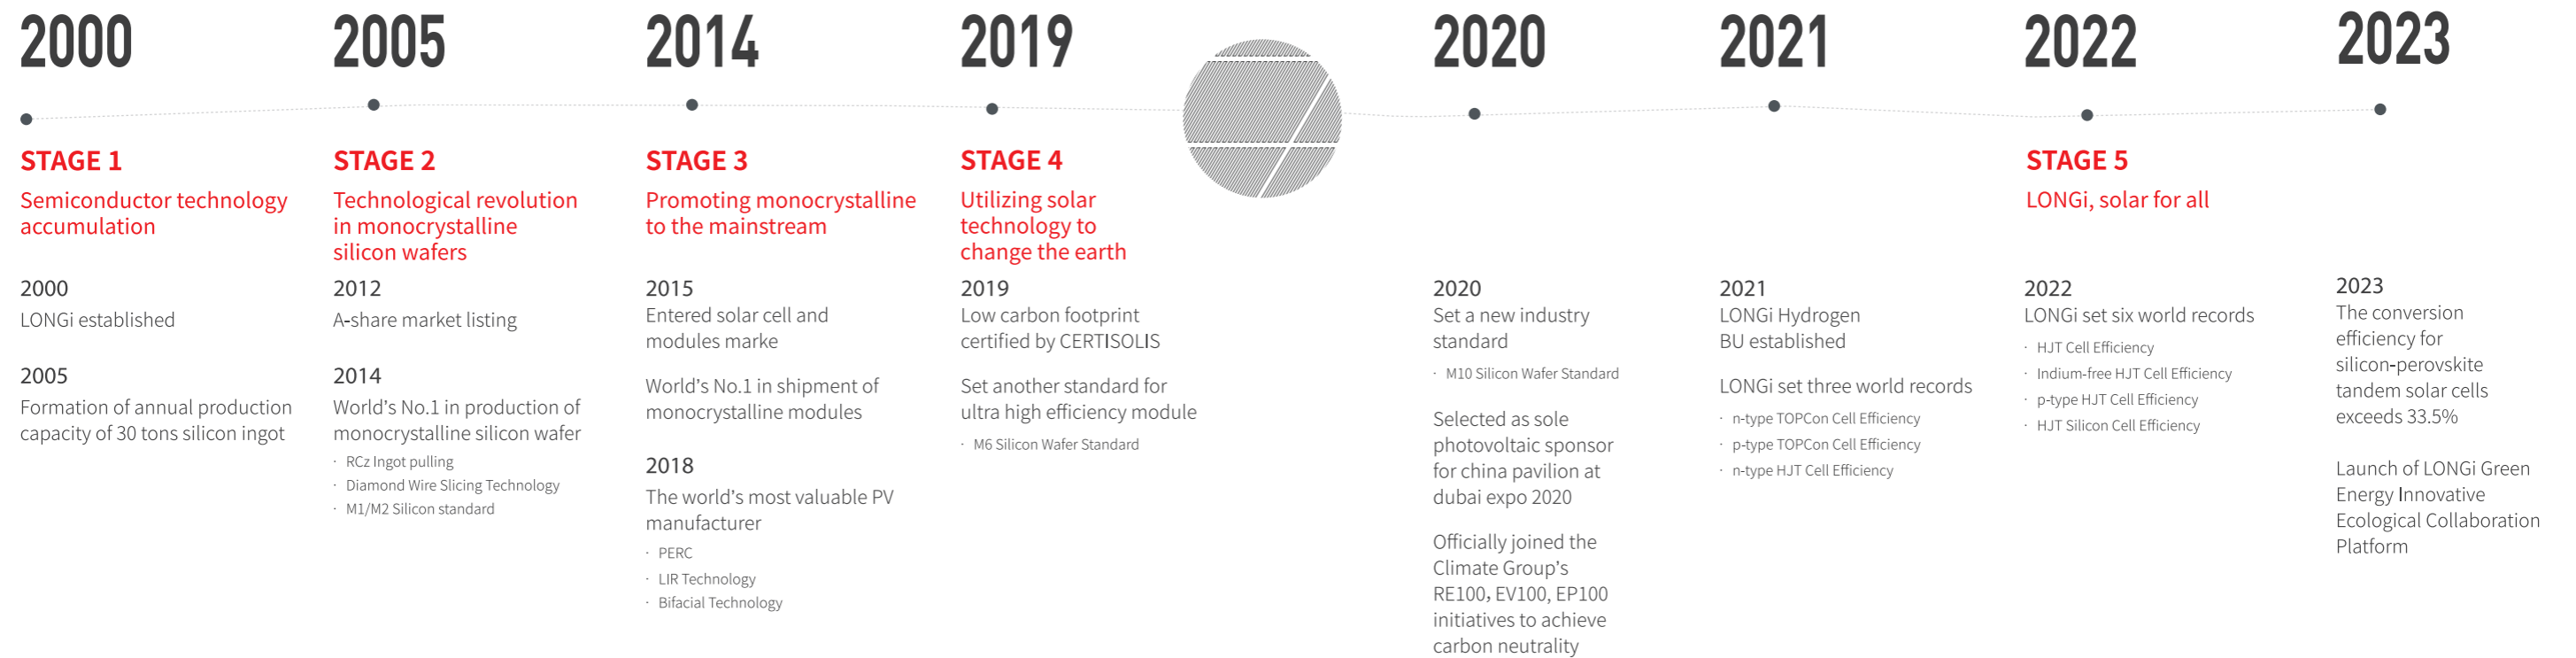 2000
STAGE 1
Semiconductor technology
accumulation
2000
LONGi established
2005
Formation of annual production
capacity of 30 tons silicon ingot
2005
STAGE 2
Technological revolution
in monocrystalline
silicon wafers
2012
A-share market listing
2014
World's No.1 in production of
monocrystalline silicon wafer
· RCz Ingot pulling
· Diamond Wire Slicing Technology
· M1/M2 Silicon standard
2014
STAGE 3
Promoting monocrystalline
to the mainstream
2015
Entered solar cell and
modules marke
World's No.1 in shipment of
monocrystalline modules
2018
The world's most valuable PV
manufacturer
· PERC
· LIR Technology
· Bifacial Technology
2019
STAGE 4
Utilizing solar
technology to
change the earth
2019
Low carbon footprint
certified by CERTISOLIS
Set another standard for
ultra high efficiency module
· M6 Silicon Wafer Standard
2020
2020
Set a new industry
standard
· M10 Silicon Wafer Standard
Selected as sole
photovoltaic sponsor
for china pavilion at
dubai expo 2020
Officially joined the
Climate Group's
RE100, EV100, EP100
initiatives to achieve
carbon neutrality
2021
2021
LONGi Hydrogen
BU established
LONGi set three world records
· n-type TOPCon Cell Efficiency
· p-type TOPCon Cell Efficiency
· n-type HJT Cell Efficiency
2022
STAGE 5
LONGi, solar for all
2022
LONGi set six world records
· HJT Cell Efficiency
· Indium-free HJT Cell Efficiency
· p-type HJT Cell Efficiency
· HJT Silicon Cell Efficiency
2023
2023
The conversion
efficiency for
silicon-perovskite
tandem solar cells
exceeds 33.5%
Launch of LONGi Green
Energy Innovative
Ecological Collaboration
Platform